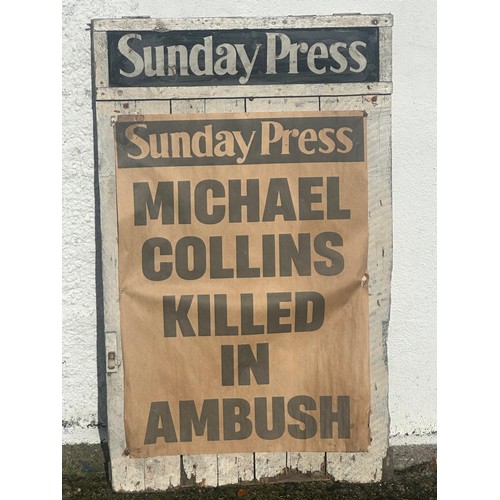 Sunday Press
Sunday Press
MICHAEL
COLLINS
KILLED
IN
AMBUSH